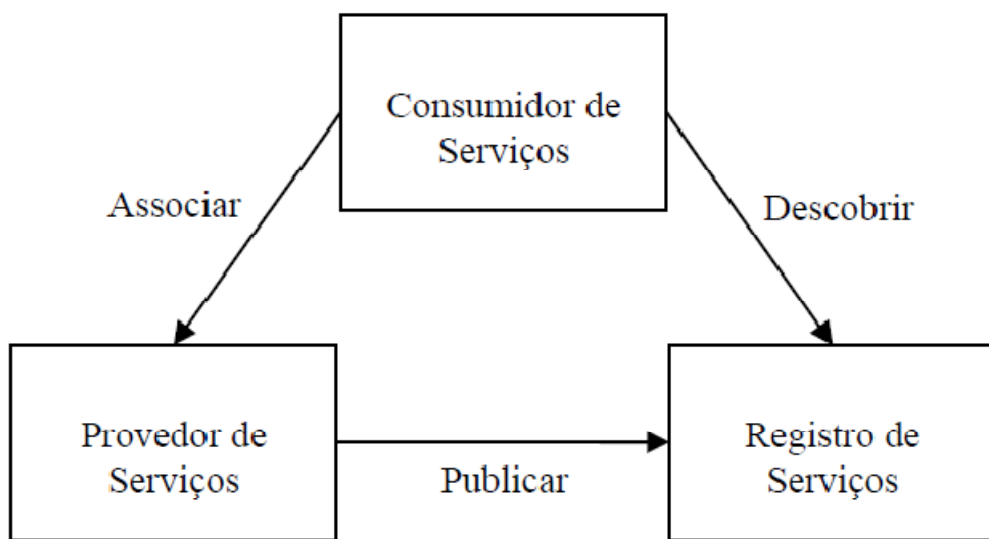 Consumidor de
Serviços
Associar
Descobrir
Provedor de
Serviços
Publicar
Registro de
Serviços